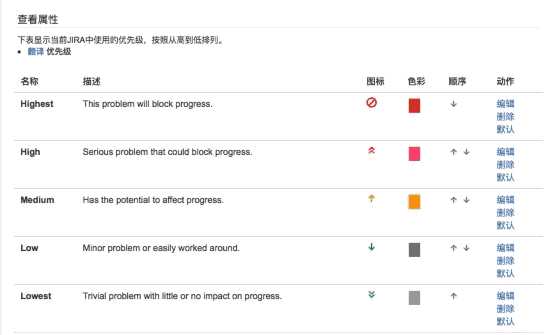 查看属性
下表显示当前JIRA中使用的优先级，按照从高到低排列。
• 翻译 优先级
名称 描述 图标 色彩 顺序 动作
Highest This problem will block progress. 编辑
删除
默认
High Serious problem that could block progress. 编辑
删除
默认
Medium Has the potential to affect progress. 编辑
删除
默认
Low Minor problem or easily worked around. 编辑
删除
默认
Lowest Trivial problem with little or no impact on progress. 编辑
删除
默认